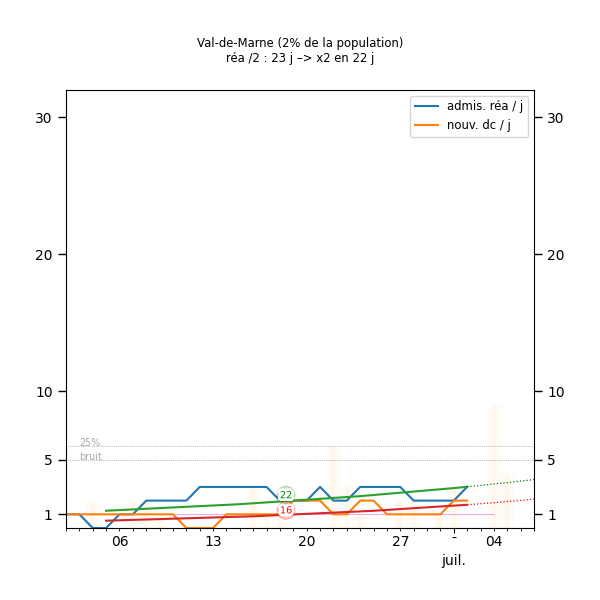 Val-de-Marne (2% de la population)
réa /2 : 23 j –> x2 en 22 j
admis. réa / j
nouv. dc / j
30 30
20 20
10 10
25%
bruit
5 5
22
16
1 1
06 13 20 27 - 04
juil.